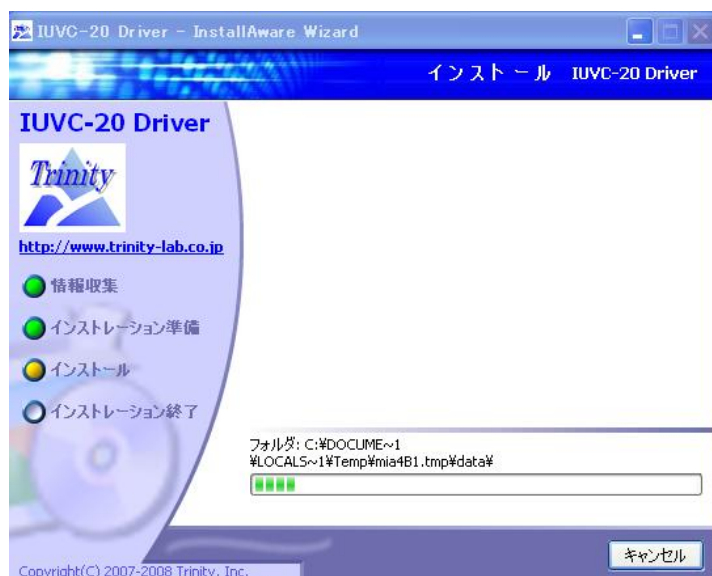 IUVC-20 Driver - InstallAware Wizard
インストール IUVC-20 Driver
IUVC-20 Driver
Trinity
http://www.trinity-lab.co.jp
情報収集
インストレーション準備
インストール
インストレーション終了
フォルダ: C:¥DOCUME~1
¥LOCALS~1¥Temp¥mia4B1.tmp¥data¥
キャンセル
Copyright(C) 2007-2008 Trinity, Inc.